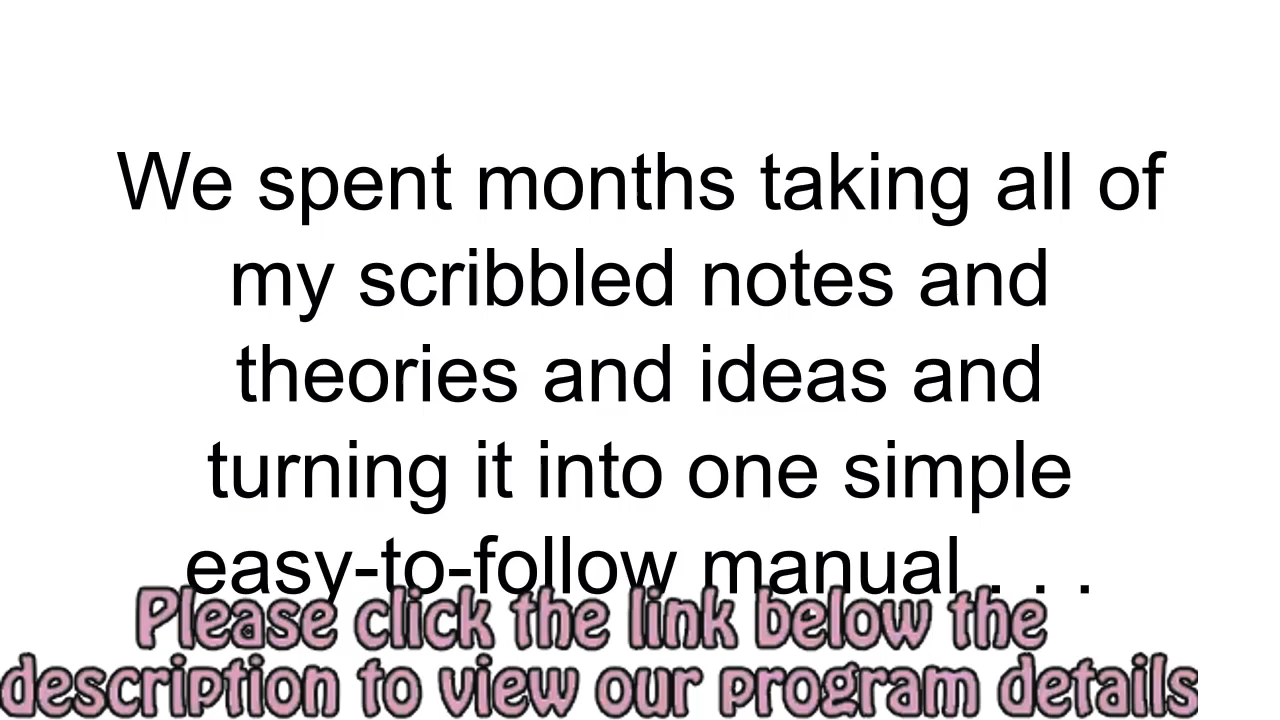 We spent months taking all of
my scribbled notes and
theories and ideas and
turning it into one simple
easy-to-follow manual . . .
Please click the link below the
description to view our program details